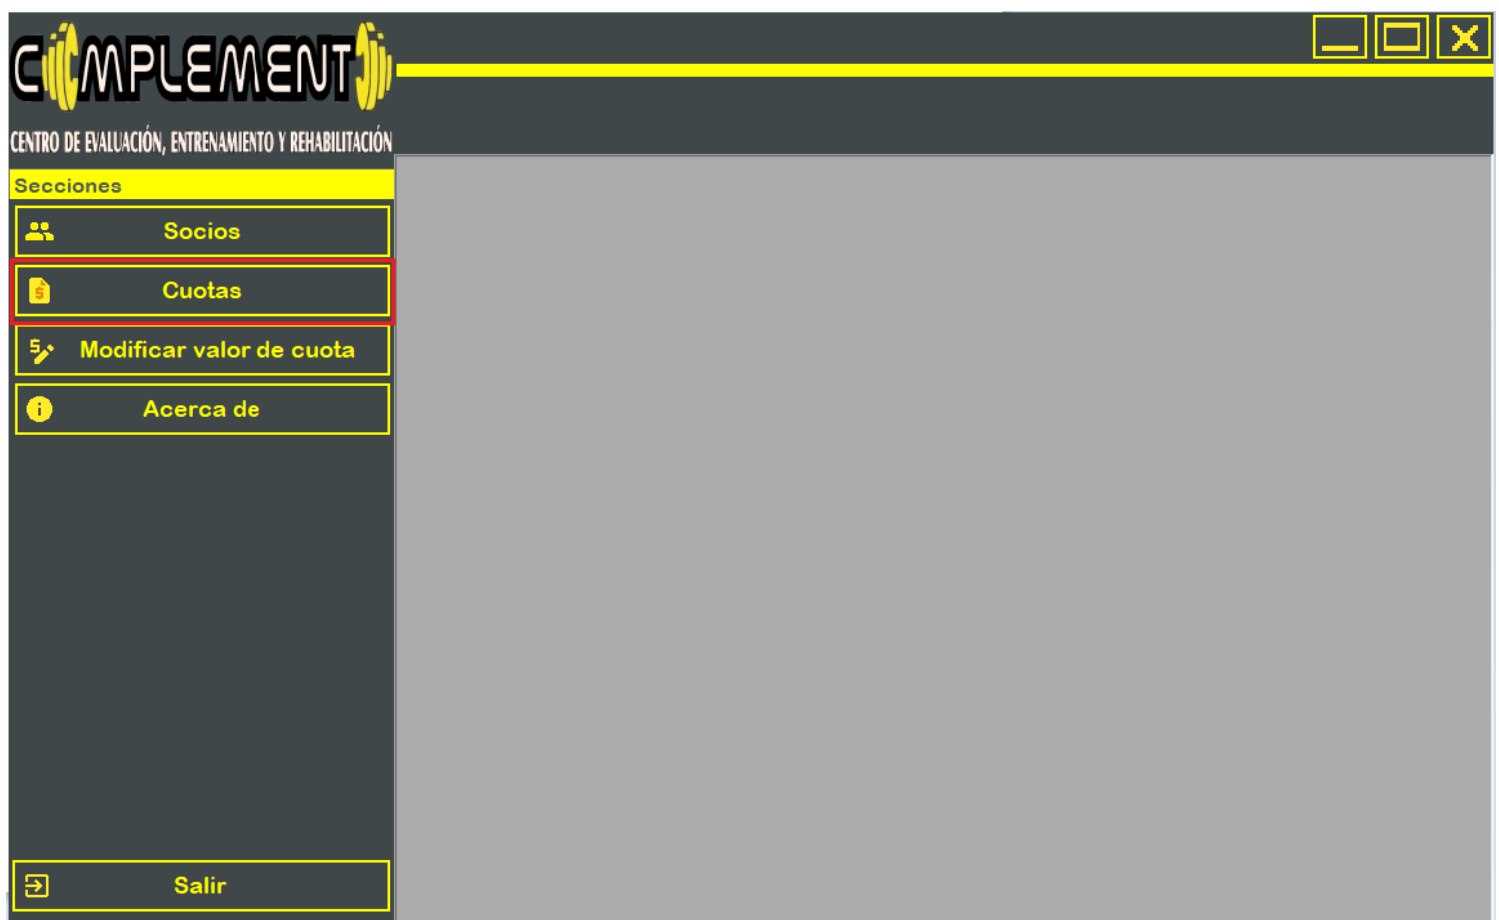 COMPLEMENTO
CENTRO DE EVALUACIÓN, ENTRENAMIENTO Y REHABILITACIÓN
Secciones
Socios
Cuotas
Modificar valor de cuota
Acerca de
Salir